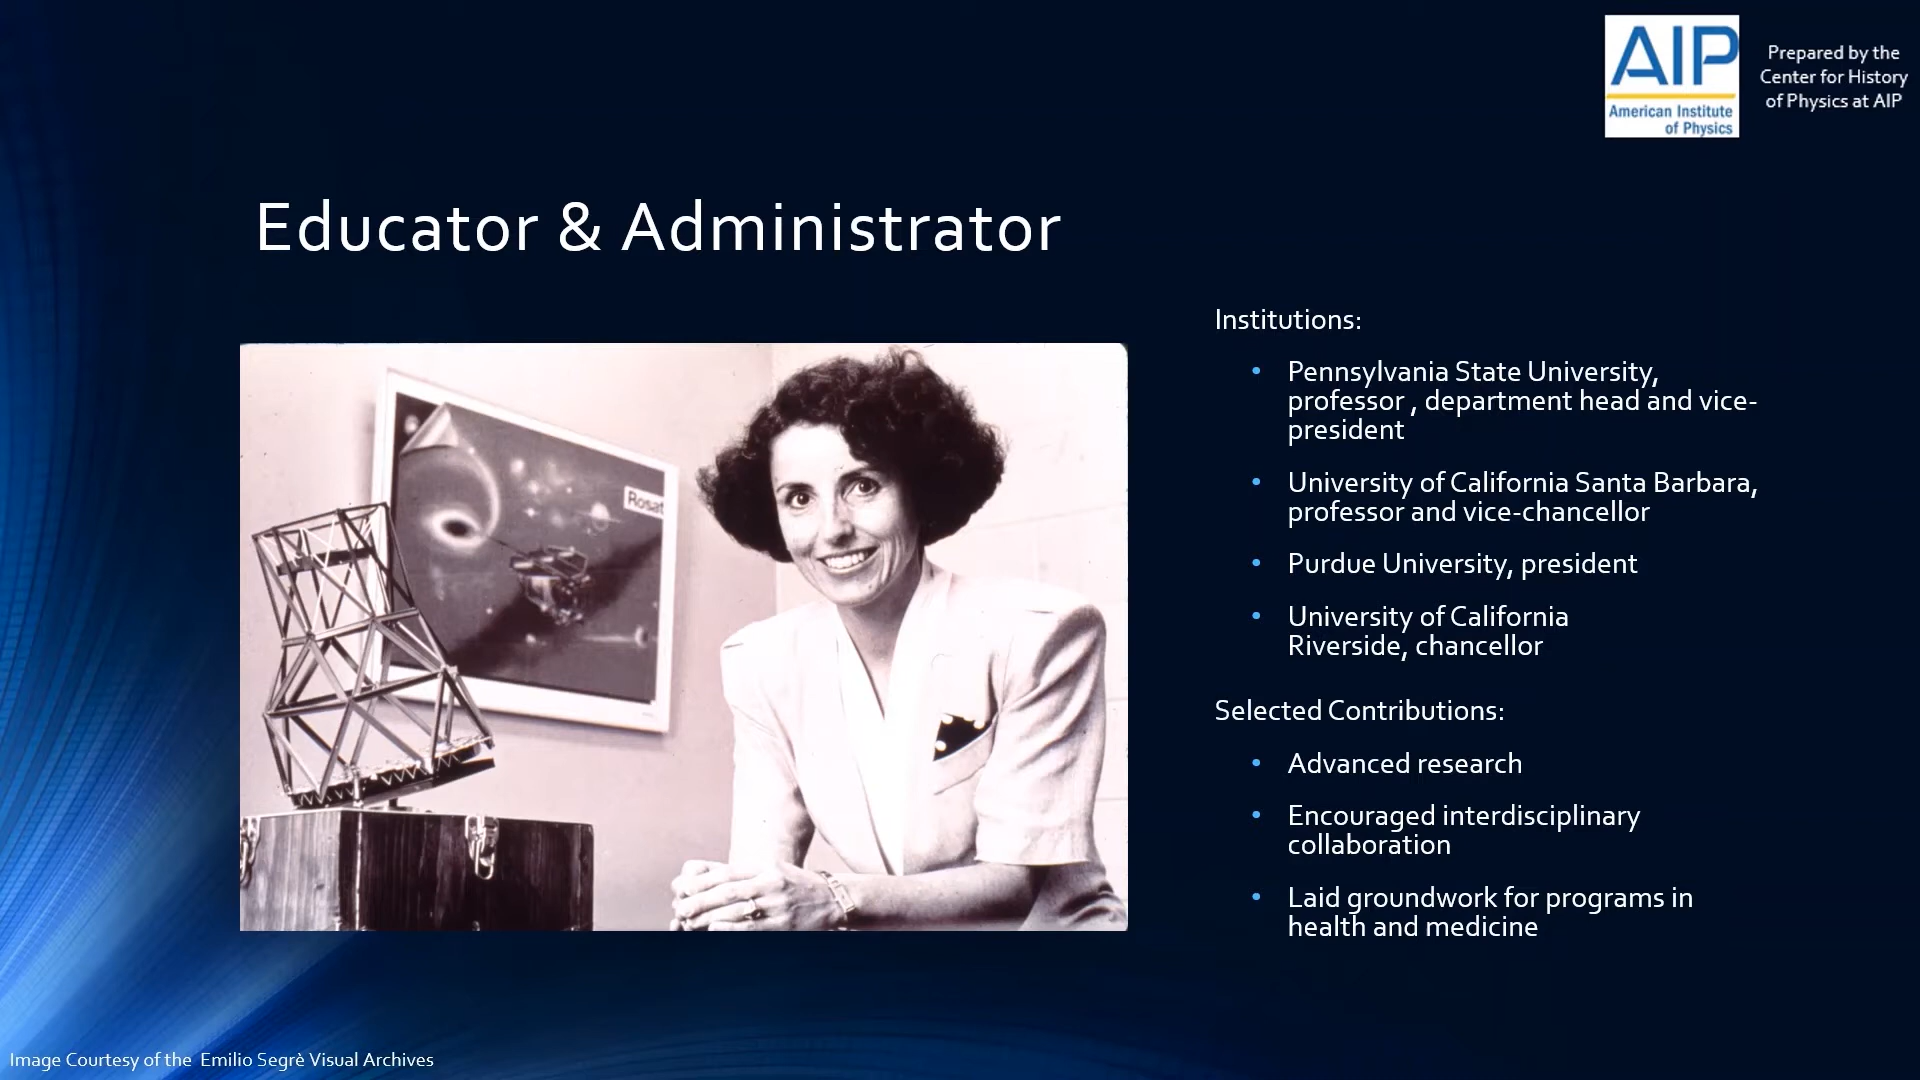 AIP
American Institute
of Physics
Prepared by the
Center for History
of Physics at AIP
Educator & Administrator
Rosat
Institutions:
• Pennsylvania State University,
professor , department head and vice-
president
• University of California Santa Barbara,
professor and vice-chancellor
• Purdue University, president
• University of California
Riverside, chancellor
Selected Contributions:
• Advanced research
• Encouraged interdisciplinary
collaboration
• Laid groundwork for programs in
health and medicine
Image Courtesy of the Emilio Segrè Visual Archives